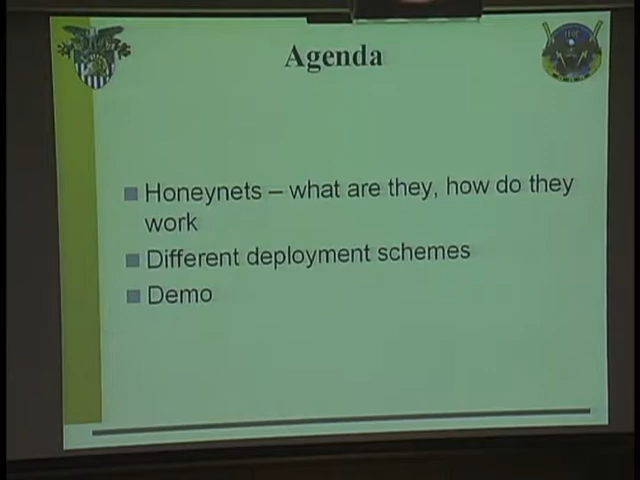 Agenda
Honeynets – what are they, how do they
work
Different deployment schemes
Demo